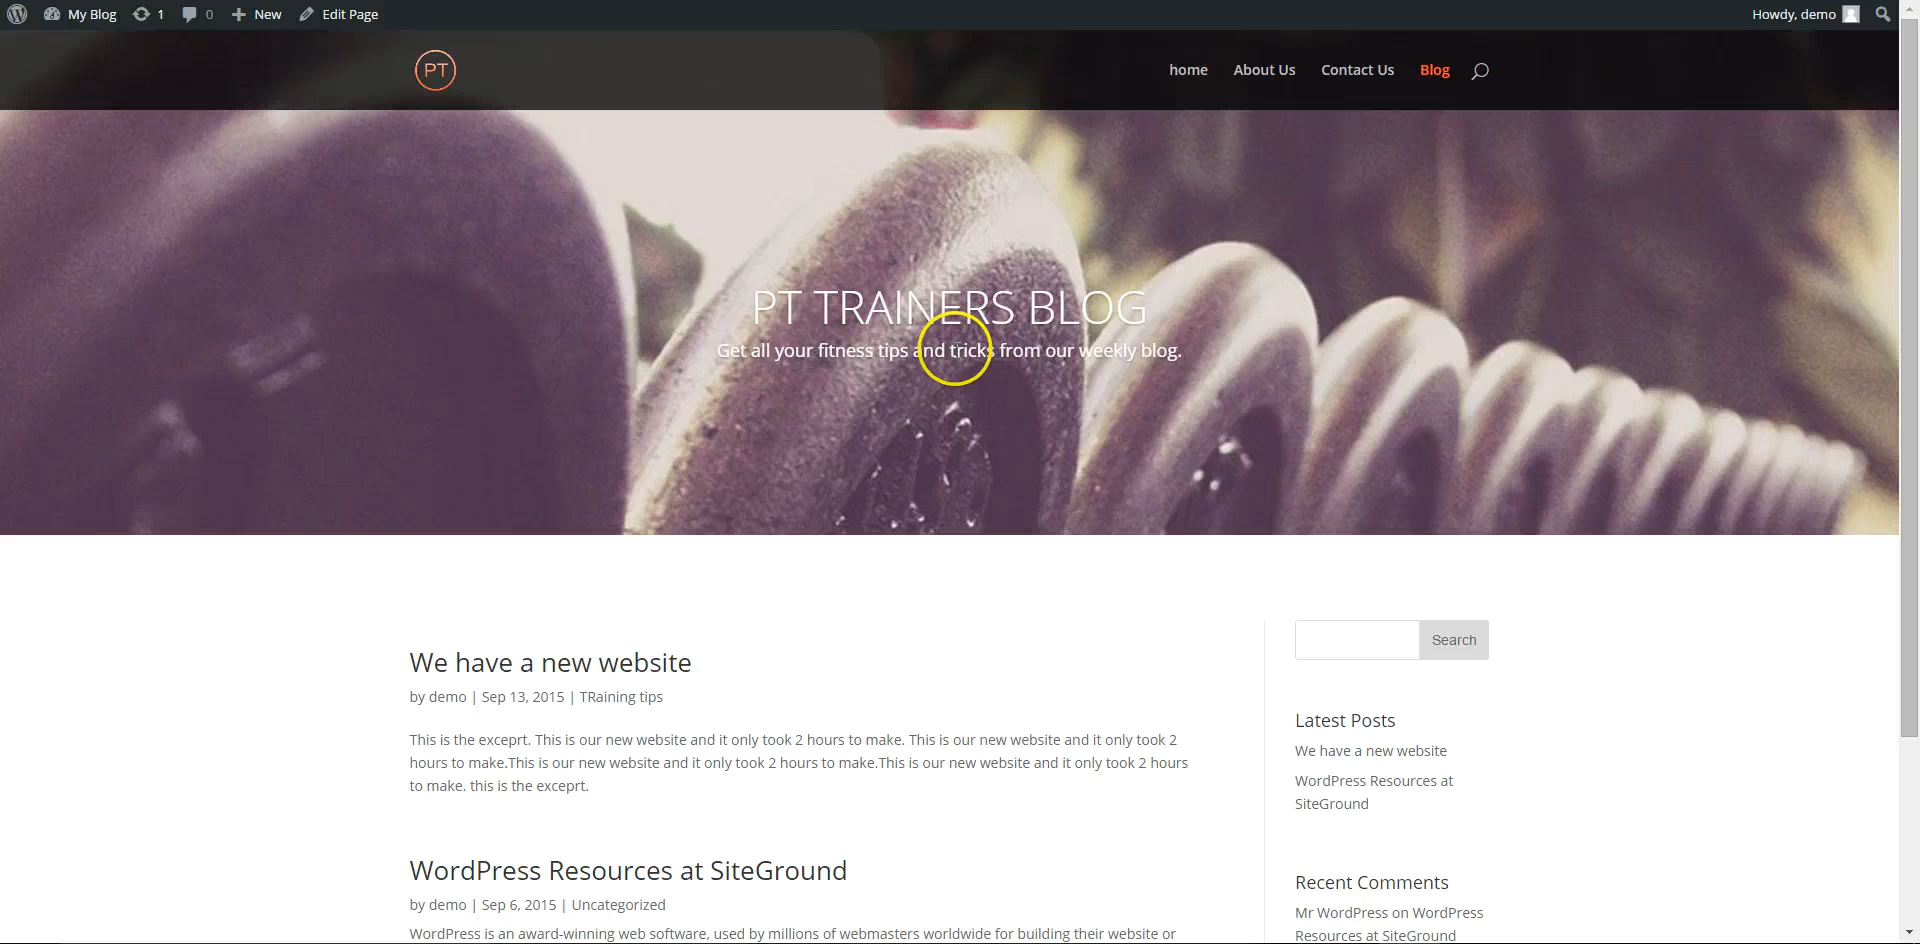 My Blog 1 0 New Edit Page Howdy, demo
PT home About Us Contact Us Blog
PT TRAINERS BLOG
Get all your fitness tips and tricks from our weekly blog.
We have a new website
by demo | Sep 13, 2015 | TRaining tips
This is the exceprt. This is our new website and it only took 2 hours to make. This is our new website and it only took 2
hours to make.This is our new website and it only took 2 hours to make.This is our new website and it only took 2 hours
to make. this is the exceprt.
WordPress Resources at SiteGround
by demo | Sep 6, 2015 | Uncategorized
WordPress is an award-winning web software, used by millions of webmasters worldwide for building their website or
Search
Latest Posts
We have a new website
WordPress Resources at
SiteGround
Recent Comments
Mr WordPress on WordPress
Resources at SiteGround